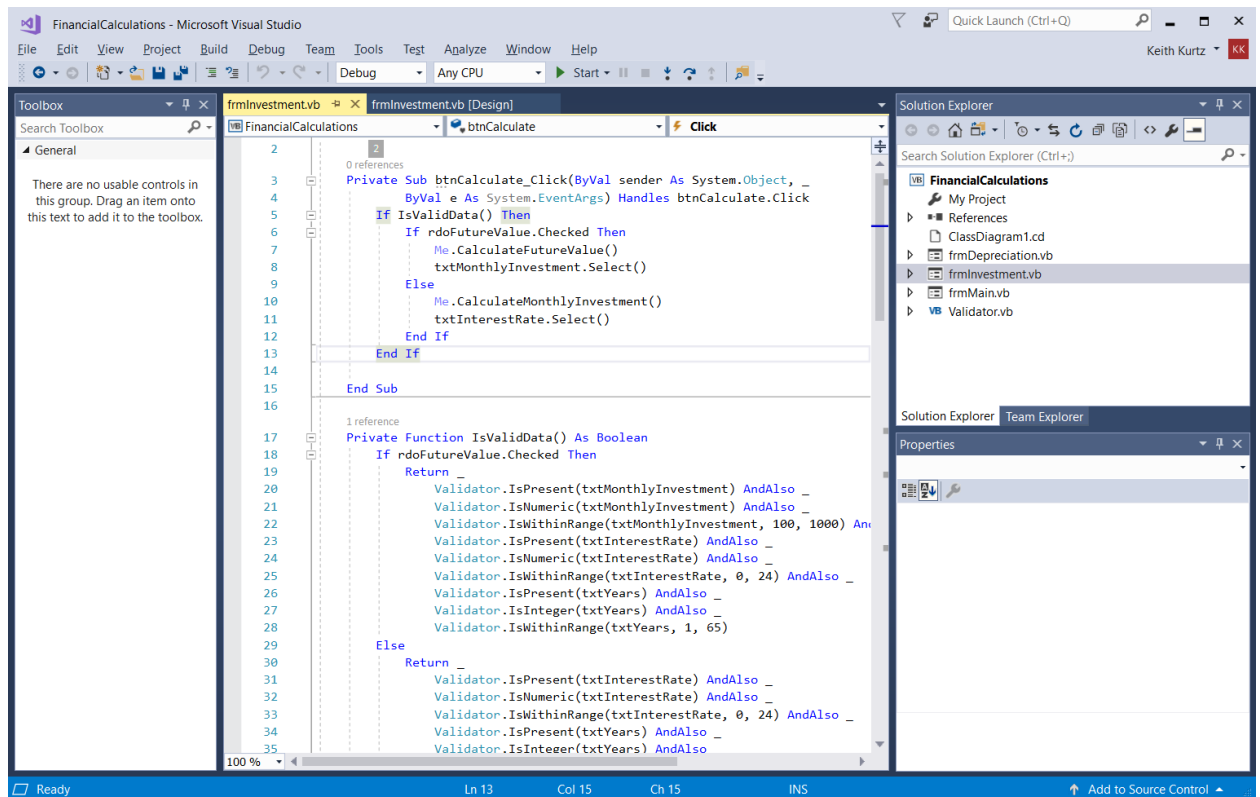 FinancialCalculations - Microsoft Visual Studio
Quick Launch (Ctrl+Q)
File Edit View Project Build Debug Team Tools Test Analyze Window Help
Keith Kurtz KK
Debug Any CPU Start
Toolbox
Search Toolbox
General
There are no usable controls in
this group. Drag an item onto
this text to add it to the toolbox.
frmInvestment.vb frmInvestment.vb [Design]
VB FinancialCalculations btnCalculate Click
2
2
0 references
3 Private Sub btnCalculate_Click(ByVal sender As System.Object, _
4 ByVal e As System.EventArgs) Handles btnCalculate.Click
5 If IsValidData() Then
6 If rdoFutureValue.Checked Then
7 Me.CalculateFutureValue()
8 txtMonthlyInvestment.Select()
9 Else
10 Me.CalculateMonthlyInvestment()
11 txtInterestRate.Select()
12 End If
13 End If
14
15 End Sub
16
1 reference
17 Private Function IsValidData() As Boolean
18 If rdoFutureValue.Checked Then
19 Return _
20 Validator.IsPresent(txtMonthlyInvestment) AndAlso _
21 Validator.IsNumeric(txtMonthlyInvestment) AndAlso _
22 Validator.IsWithinRange(txtMonthlyInvestment, 100, 1000) An
23 Validator.IsPresent(txtInterestRate) AndAlso _
24 Validator.IsNumeric(txtInterestRate) AndAlso _
25 Validator.IsWithinRange(txtInterestRate, 0, 24) AndAlso _
26 Validator.IsPresent(txtYears) AndAlso _
27 Validator.IsInteger(txtYears) AndAlso _
28 Validator.IsWithinRange(txtYears, 1, 65)
29 Else
30 Return _
31 Validator.IsPresent(txtInterestRate) AndAlso _
32 Validator.IsNumeric(txtInterestRate) AndAlso _
33 Validator.IsWithinRange(txtInterestRate, 0, 24) AndAlso _
34 Validator.IsPresent(txtYears) AndAlso _
35 Validator.IsInteger(txtYears) AndAlso
100 %
Solution Explorer
Search Solution Explorer (Ctrl+;)
VB FinancialCalculations
My Project
References
ClassDiagram1.cd
frmDepreciation.vb
frmInvestment.vb
frmMain.vb
VB Validator.vb
Solution Explorer Team Explorer
Properties
Ready Ln 13 Col 15 Ch 15 INS Add to Source Control